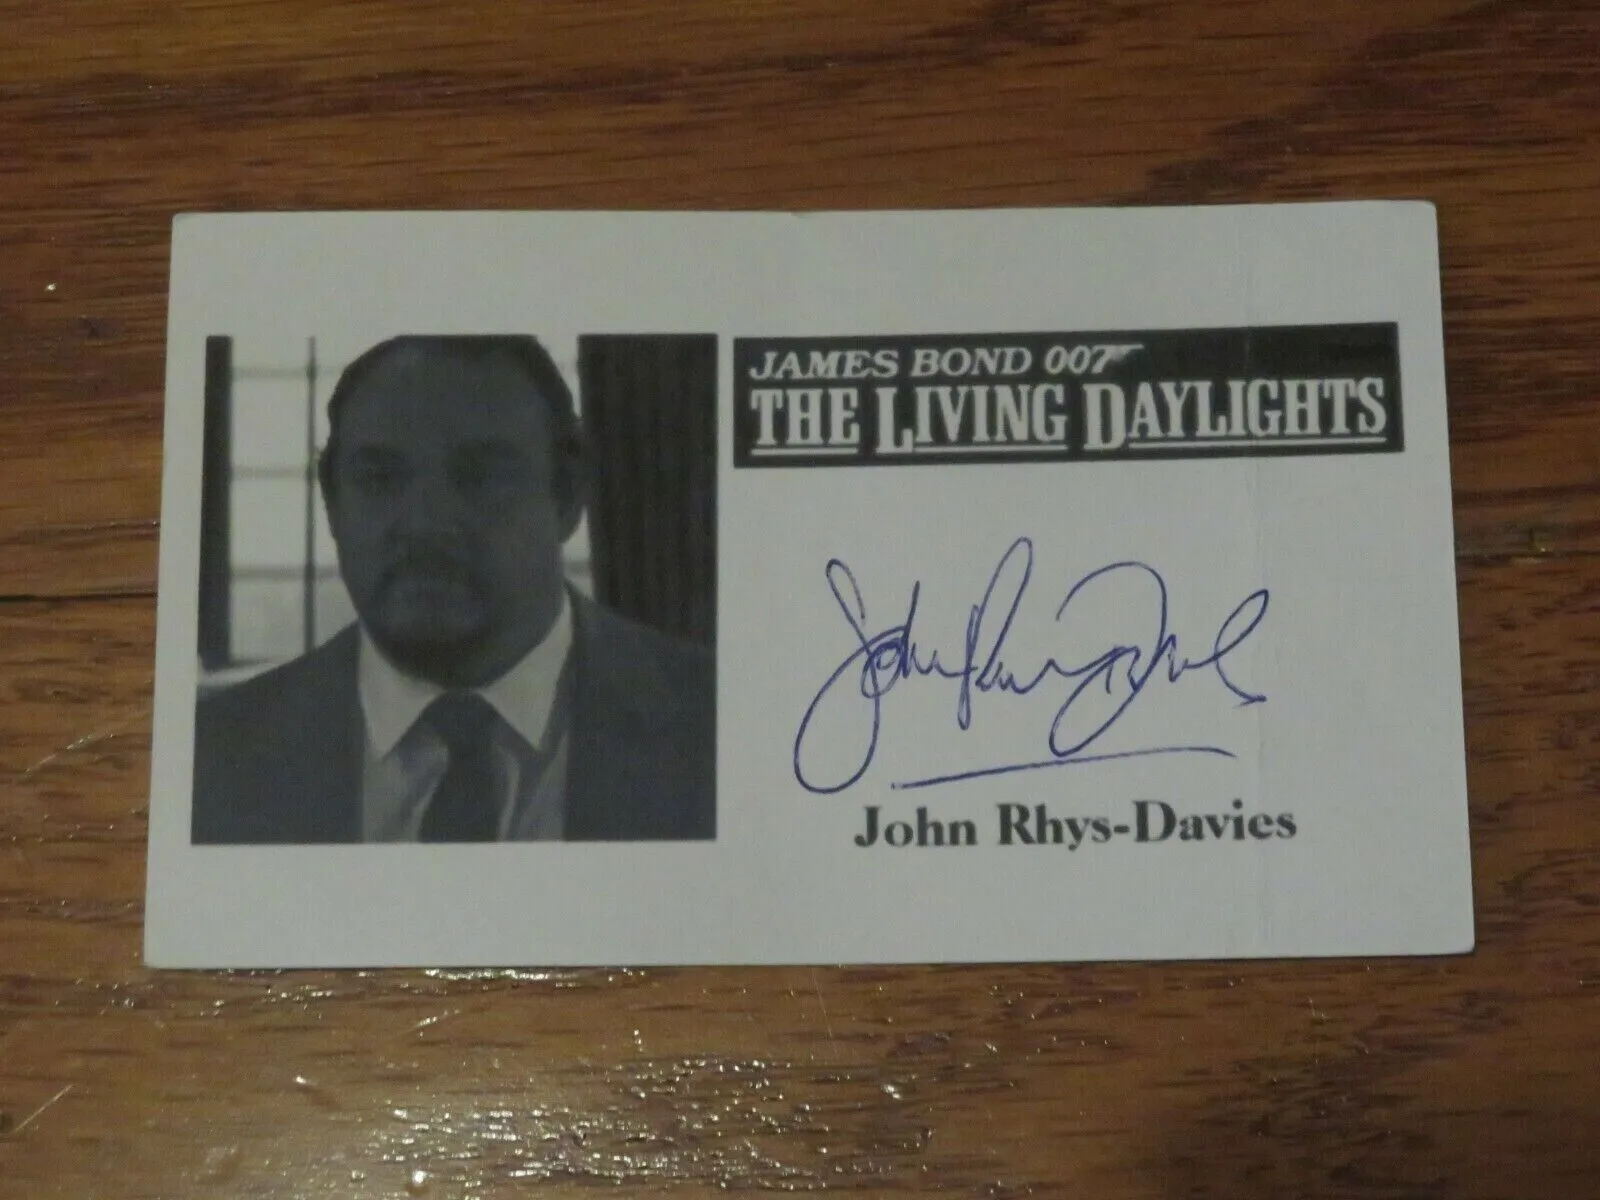 JAMES BOND 007
THE LIVING DAYLIGHTS
John Rhys-Davies